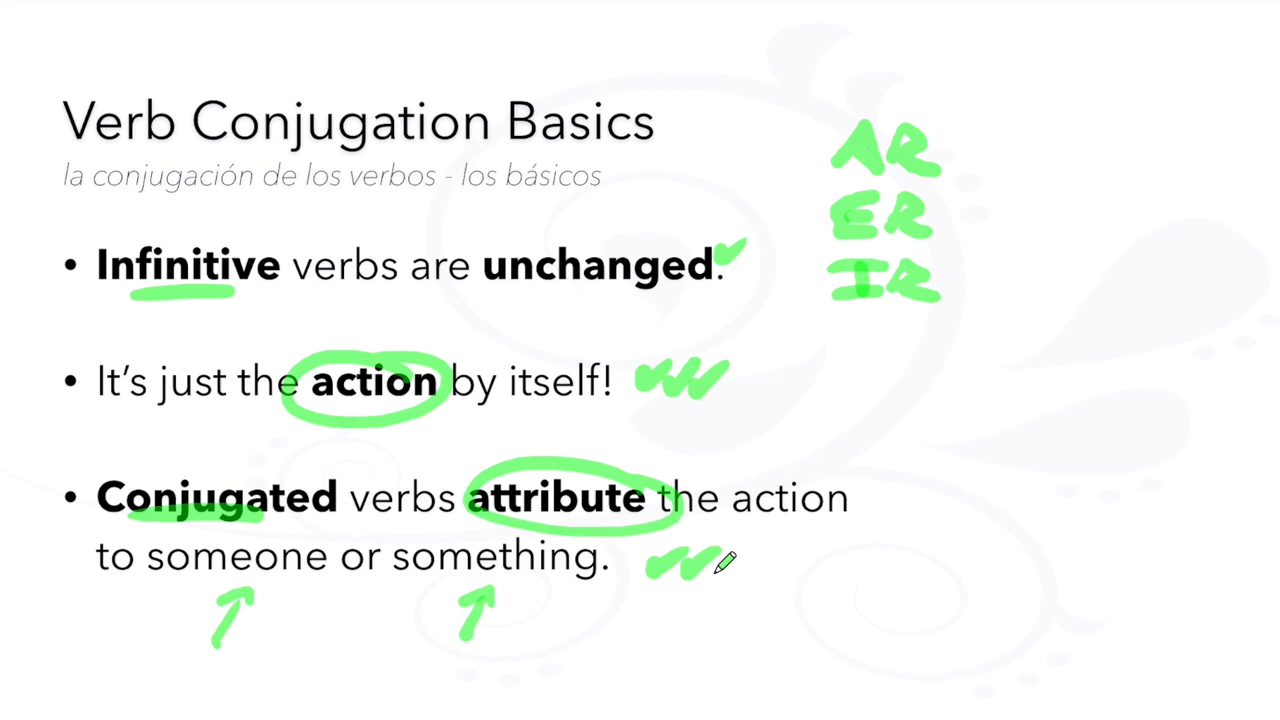 Verb Conjugation Basics
la conjugación de los verbos - los básicos
AR
ER
IR
• Infinitive verbs are unchanged.
• It's just the action by itself!
• Conjugated verbs attribute the action
to someone or something.